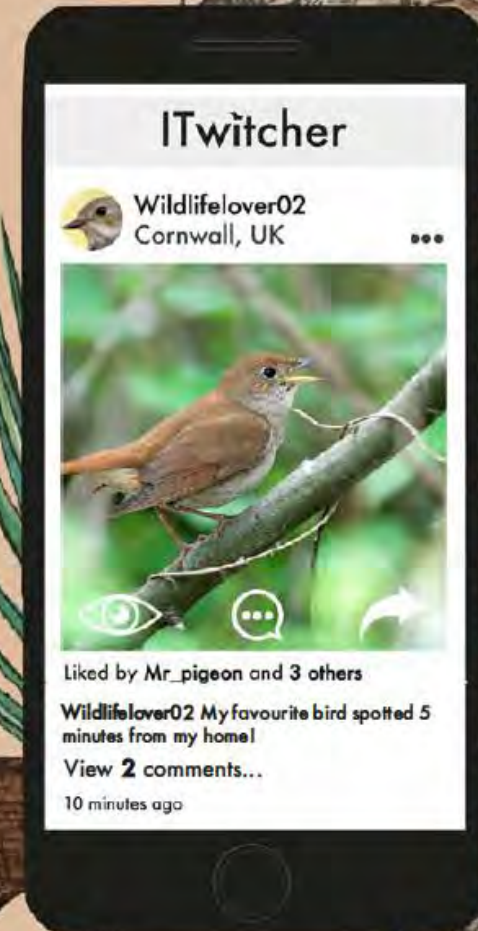 ITwitcher
Wildlifelover02
Cornwall, UK
Liked by Mr_pigeon and 3 others
Wildlifelover02 My favourite bird spotted 5
minutes from my home!
View 2 comments...
10 minutes ago